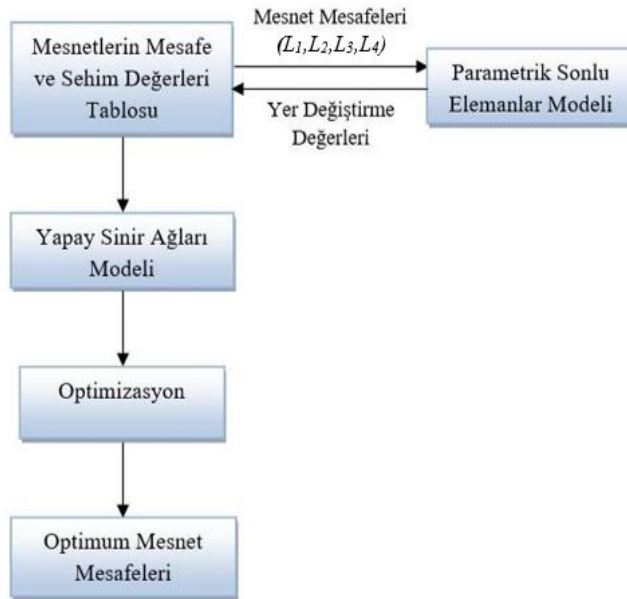 Mesnetlerin Mesafe
ve Sehim Değerleri
Tablosu
Mesnet Mesafeleri
(L1,L2,L3,L4)
Yer Değiştirme
Değerleri
Parametrik Sonlu
Elemanlar Modeli
Yapay Sinir Ağları
Modeli
Optimizasyon
Optimum Mesnet
Mesafeleri